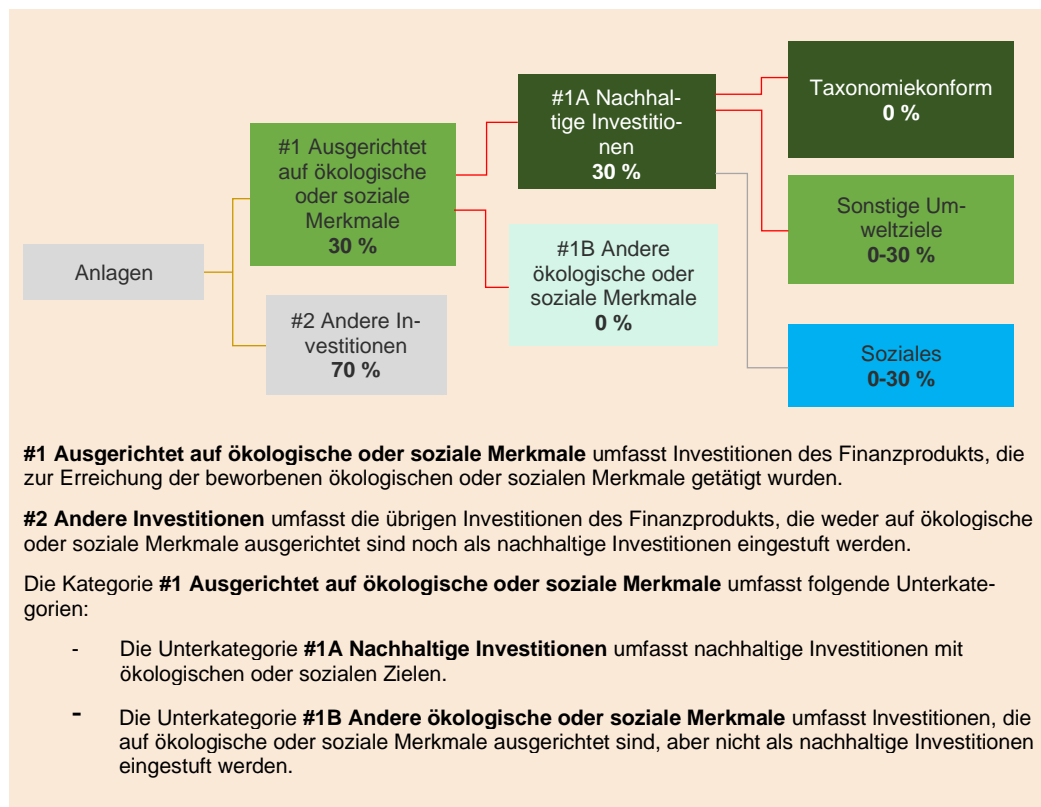 Anlagen
#1 Ausgerichtet
auf ökologische
oder soziale
Merkmale
30 %
#2 Andere In-
vestitionen
70 %
#1A Nachhal-
tige Investitio-
nen
30 %
#1B Andere
ökologische oder
soziale Merkmale
0 %
Taxonomiekonform
0 %
Sonstige Um-
weltziele
0-30 %
Soziales
0-30 %
#1 Ausgerichtet auf ökologische oder soziale Merkmale umfasst Investitionen des Finanzprodukts, die
zur Erreichung der beworbenen ökologischen oder sozialen Merkmale getätigt wurden.
#2 Andere Investitionen umfasst die übrigen Investitionen des Finanzprodukts, die weder auf ökologische
oder soziale Merkmale ausgerichtet sind noch als nachhaltige Investitionen eingestuft werden.
Die Kategorie #1 Ausgerichtet auf ökologische oder soziale Merkmale umfasst folgende Unterkate-
gorien:
- Die Unterkategorie #1A Nachhaltige Investitionen umfasst nachhaltige Investitionen mit
ökologischen oder sozialen Zielen.
- Die Unterkategorie #1B Andere ökologische oder soziale Merkmale umfasst Investitionen, die
auf ökologische oder soziale Merkmale ausgerichtet sind, aber nicht als nachhaltige Investitionen
eingestuft werden.